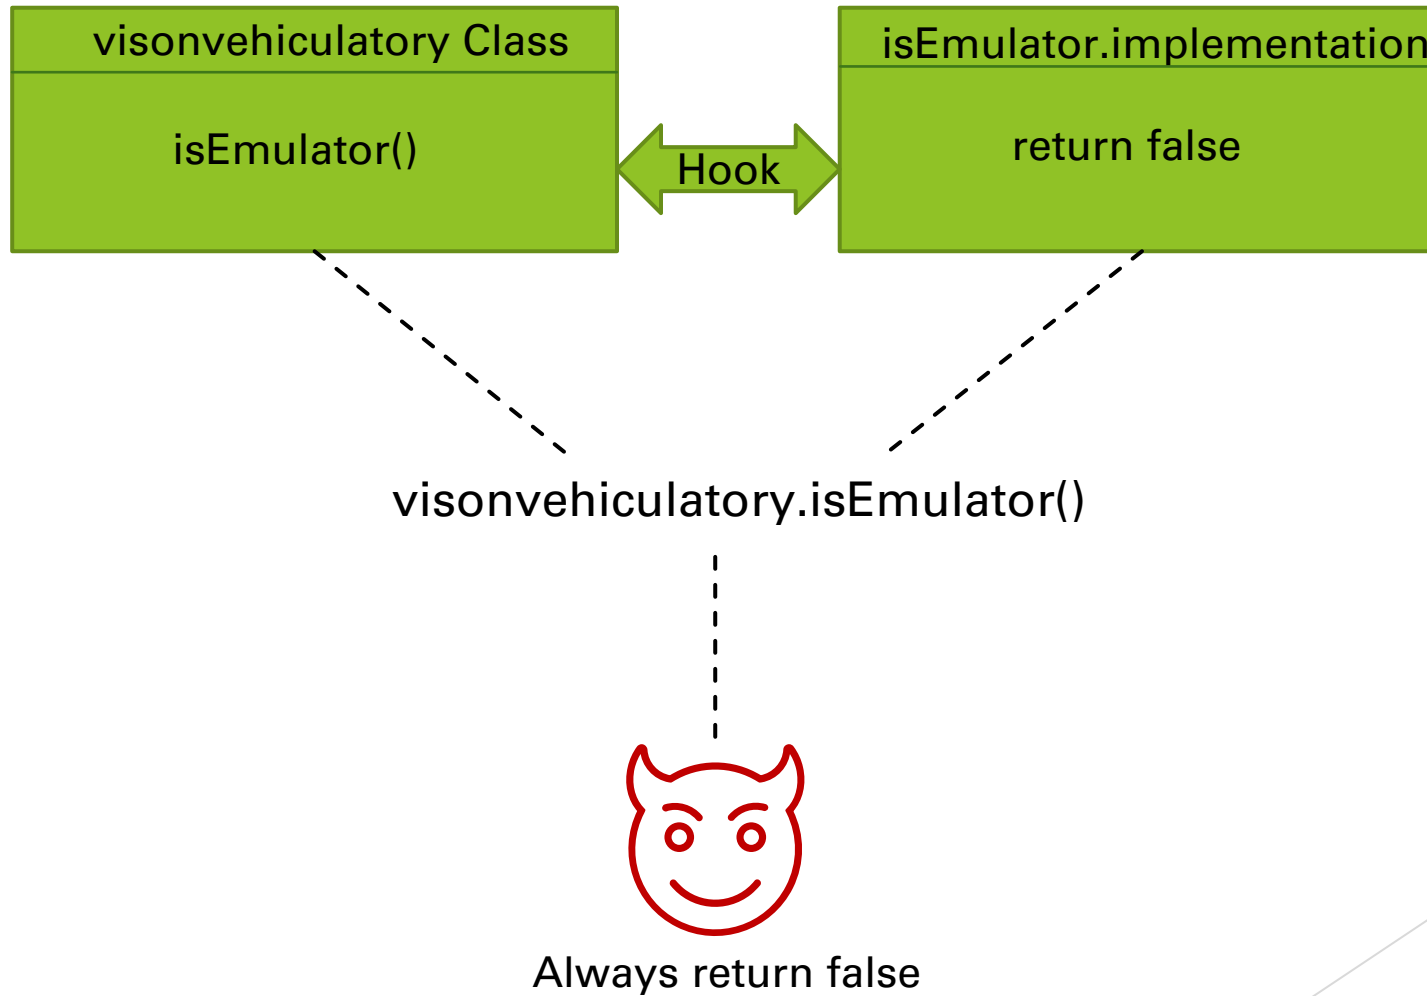 visonvehiculatory Class
isEmulator.implementation
isEmulator()
Hook
return false
visonvehiculatory.isEmulator()
Always return false